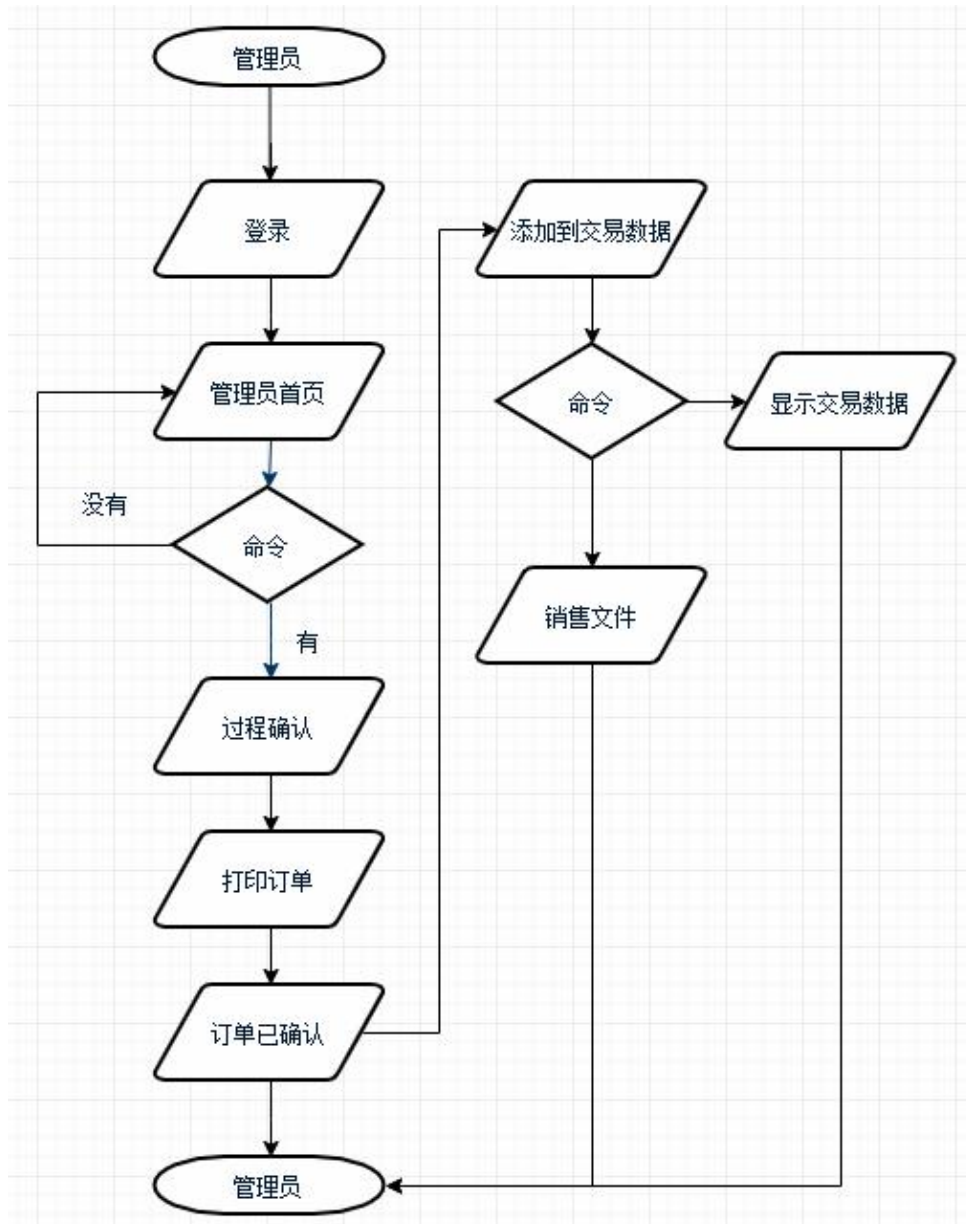 管理员
登录
管理员首页
没有
命令
有
过程确认
打印订单
订单已确认
管理员
添加到交易数据
命令
显示交易数据
销售文件